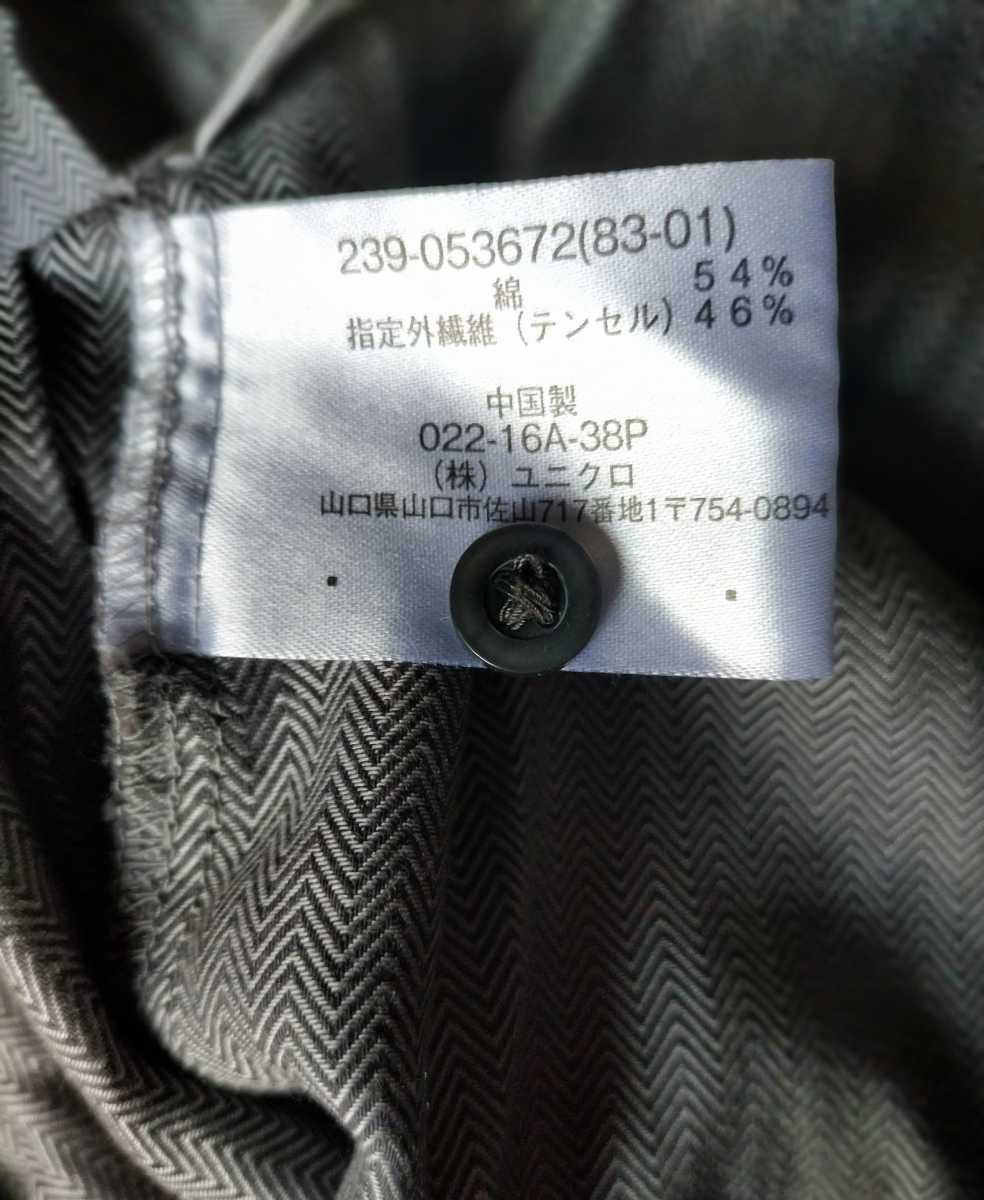 239-053672(83-01)
綿 54%
指定外繊維(テンセル) 46%
中国製
022-16A-38P
(株)ユニクロ
山口県山口市佐山717番地1〒754-0894